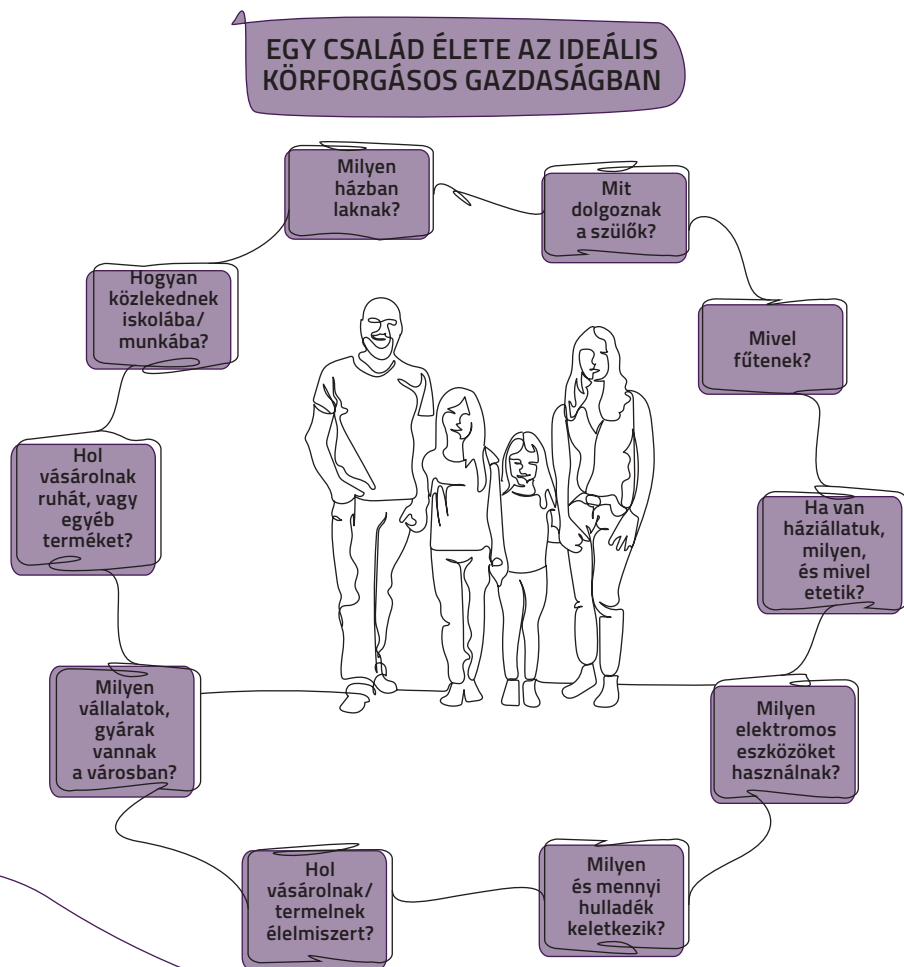 EGY CSALÁD ÉLETE AZ IDEÁLIS
KÖRFORGÁSOS GAZDASÁGBAN
Milyen
házban
laknak?
Mit
dolgoznak
a szülők?
Mivel
fűtenek?
Ha van
háziállatuk,
milyen,
és mivel
etetik?
Milyen
elektromos
eszközöket
használnak?
Milyen
és mennyi
hulladék
keletkezik?
Hol
vásárolnak/
termelnek
élelmiszert?
Milyen
vállalatok,
gyárak
vannak
a városban?
Hol
vásárolnak
ruhát, vagy
egyéb
terméket?
Hogyan
közlekednek
iskolába/
munkába?